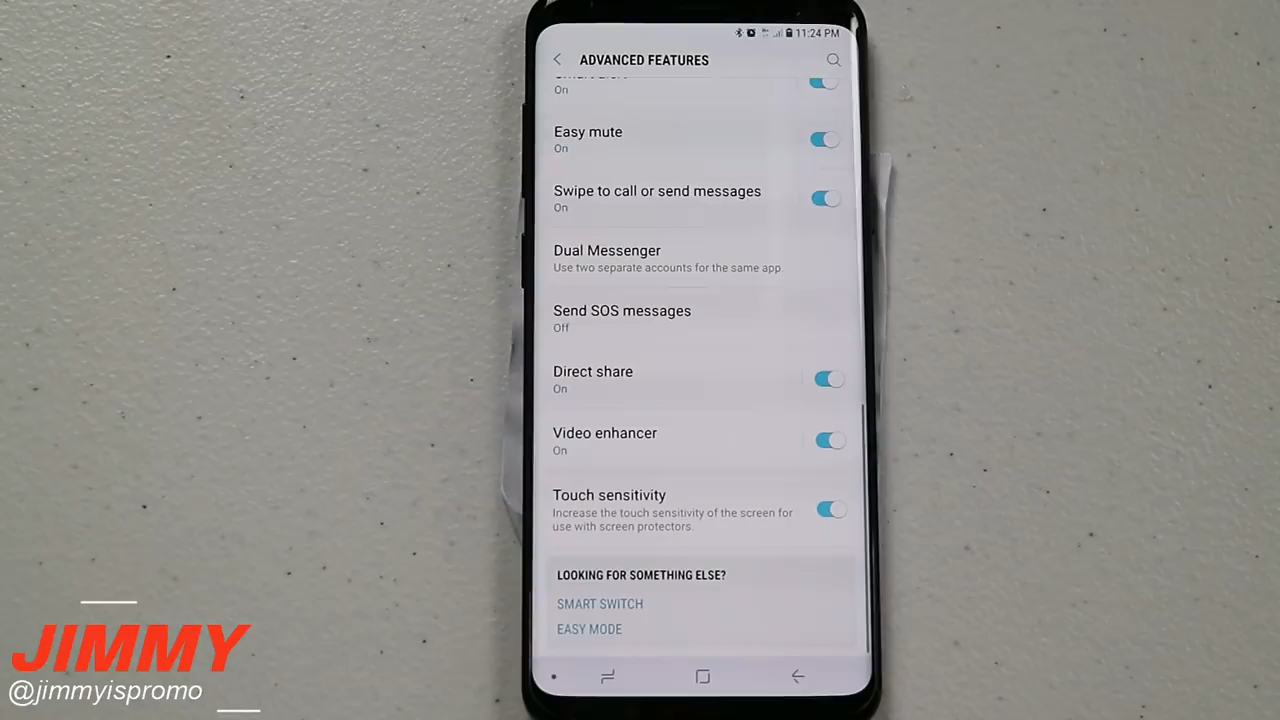 11:24 PM
ADVANCED FEATURES
On
Easy mute
On
Swipe to call or send messages
On
Dual Messenger
Use two separate accounts for the same app.
Send SOS messages
Off
Direct share
On
Video enhancer
On
Touch sensitivity
Increase the touch sensitivity of the screen for
use with screen protectors.
LOOKING FOR SOMETHING ELSE?
SMART SWITCH
EASY MODE
JIMMY
@jimmyispromo